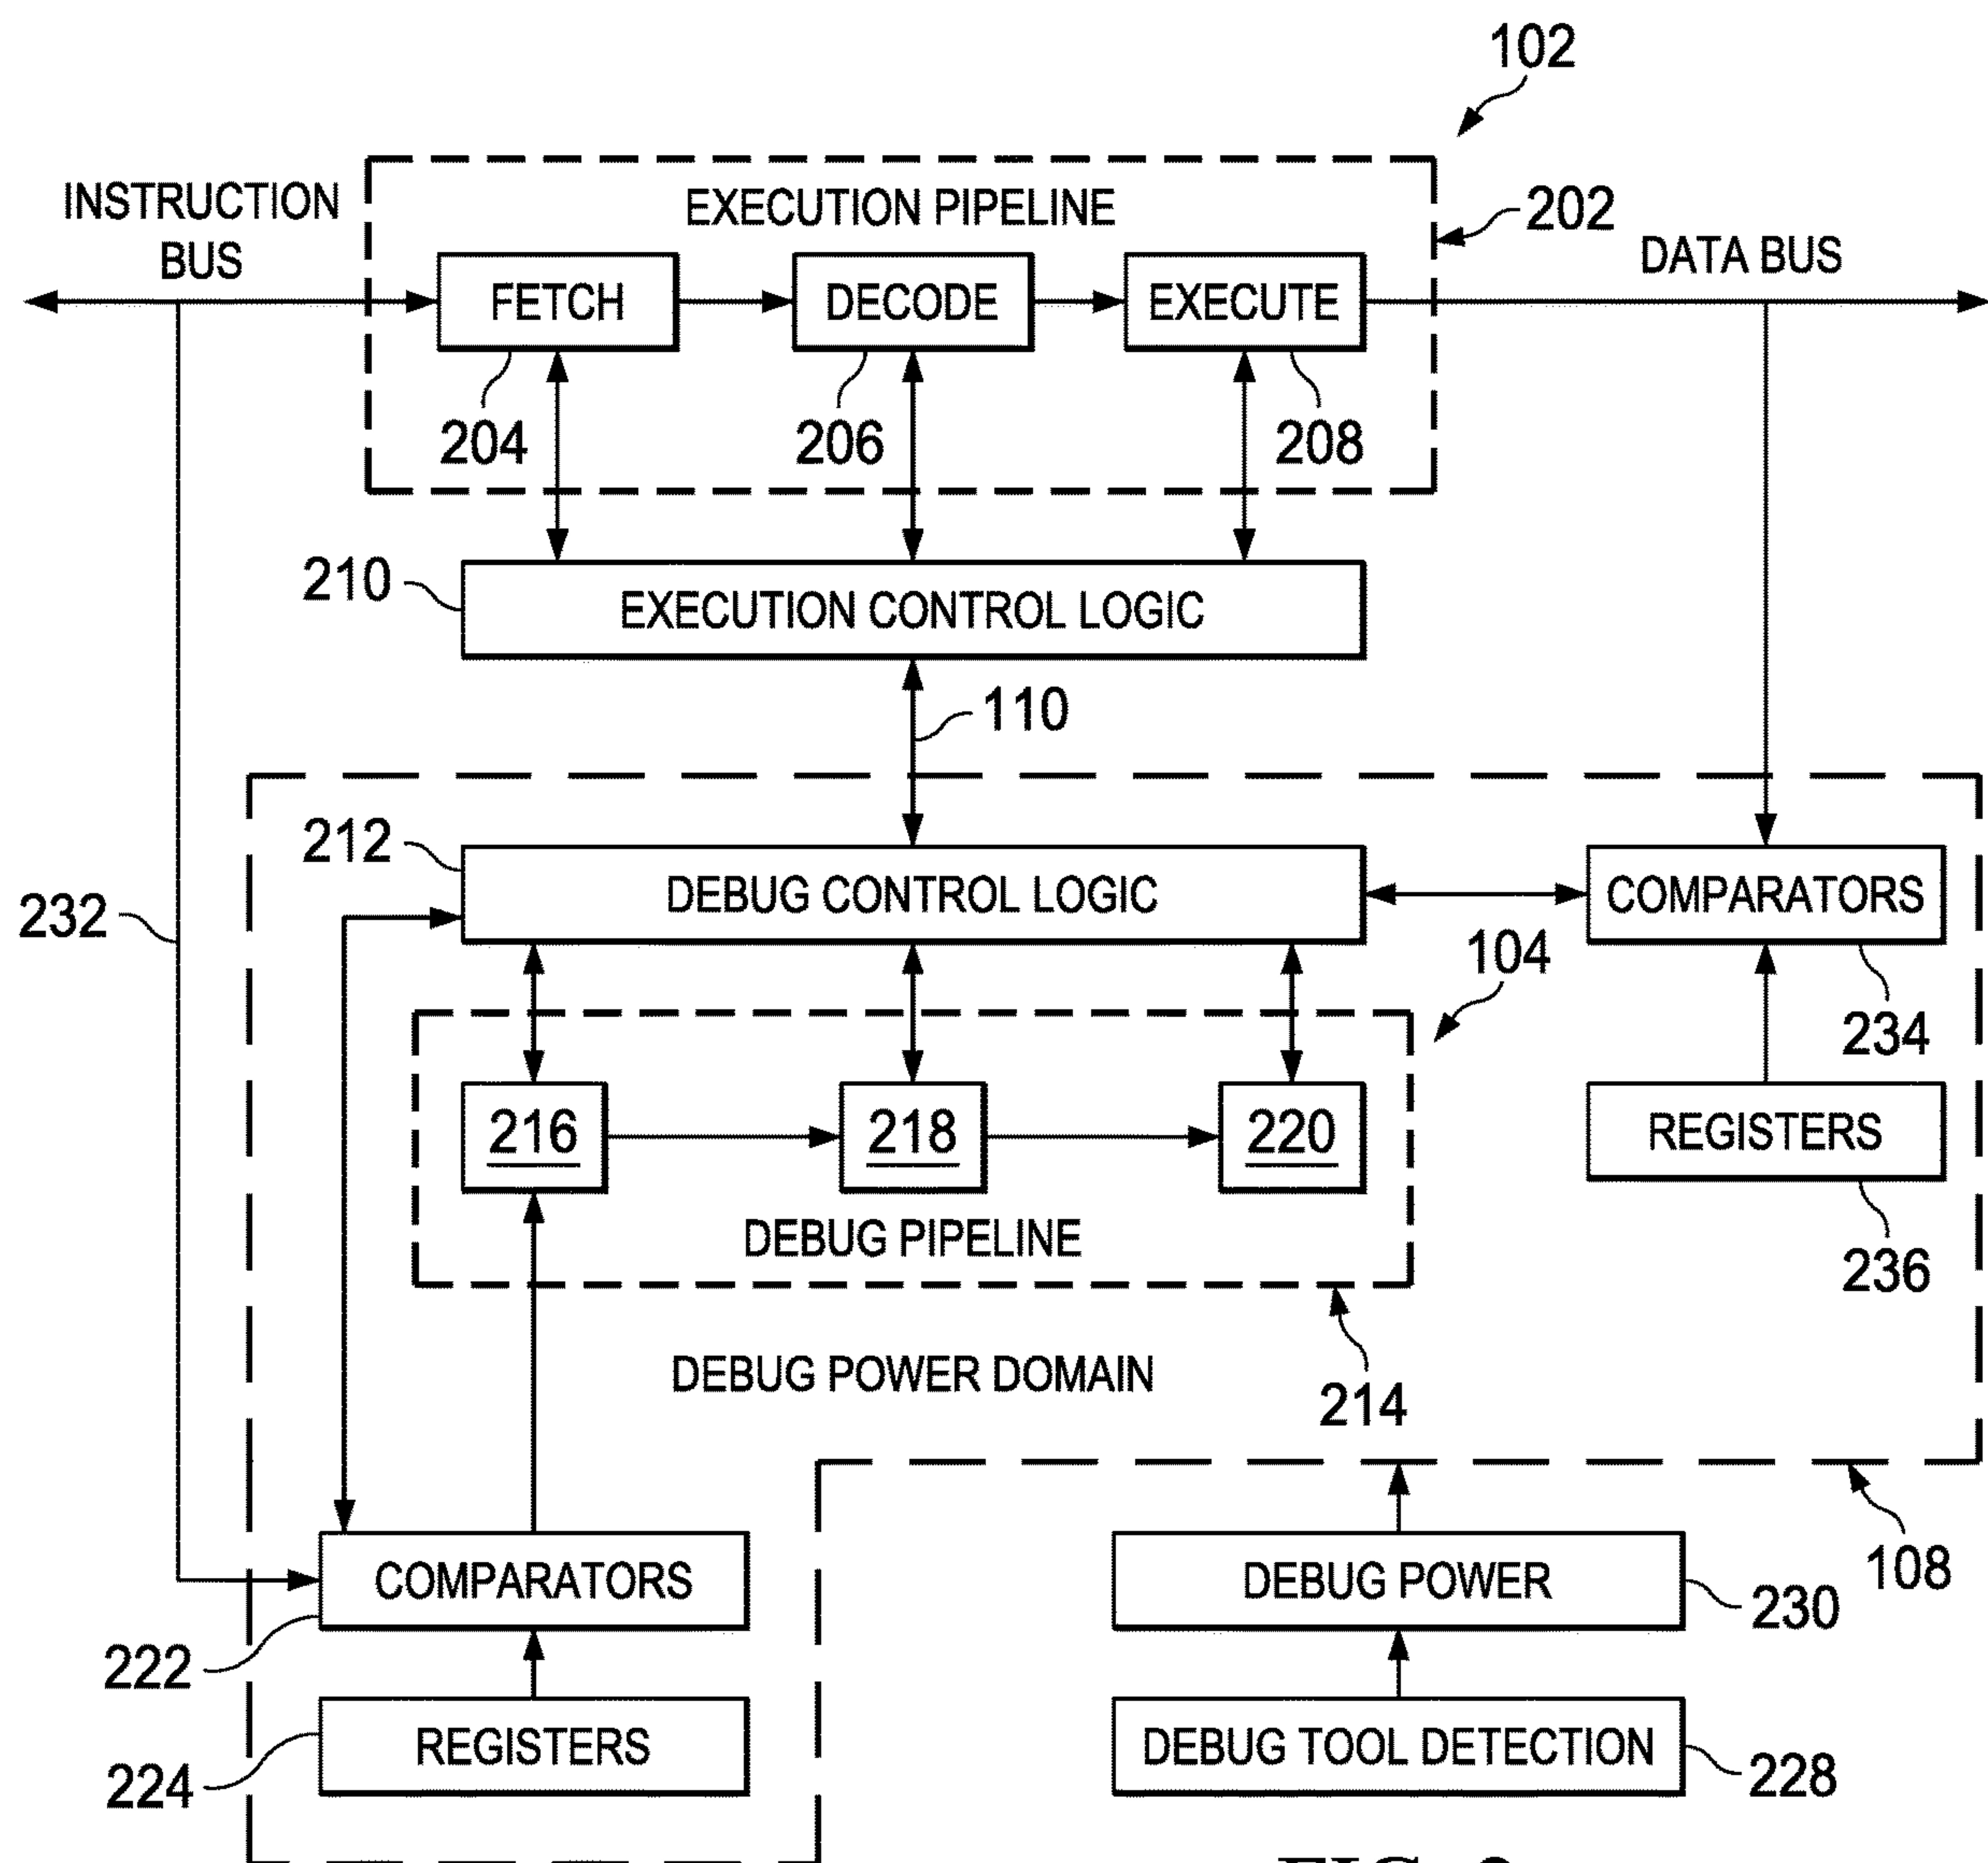 102
INSTRUCTION
BUS
EXECUTION PIPELINE
202
DATA BUS
FETCH
DECODE
EXECUTE
204
206
208
210
EXECUTION CONTROL LOGIC
110
212
DEBUG CONTROL LOGIC
COMPARATORS
232
104
234
216
218
220
REGISTERS
DEBUG PIPELINE
236
DEBUG POWER DOMAIN
214
COMPARATORS
DEBUG POWER
108
230
222
REGISTERS
DEBUG TOOL DETECTION
224
228